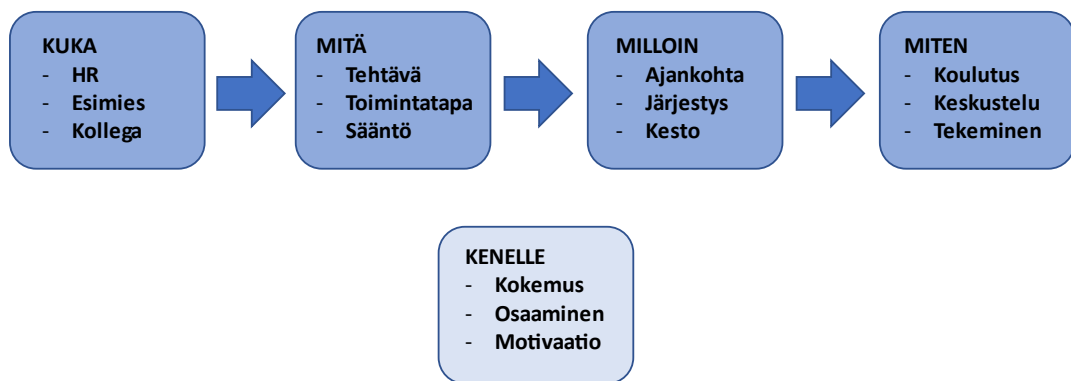 KUKA
- HR
- Esimies
- Kollega
MITÄ
- Tehtävä
- Toimintatapa
- Sääntö
MILLOIN
- Ajankohta
- Järjestys
- Kesto
MITEN
- Koulutus
- Keskustelu
- Tekeminen
KENELLE
- Kokemus
- Osaaminen
- Motivaatio